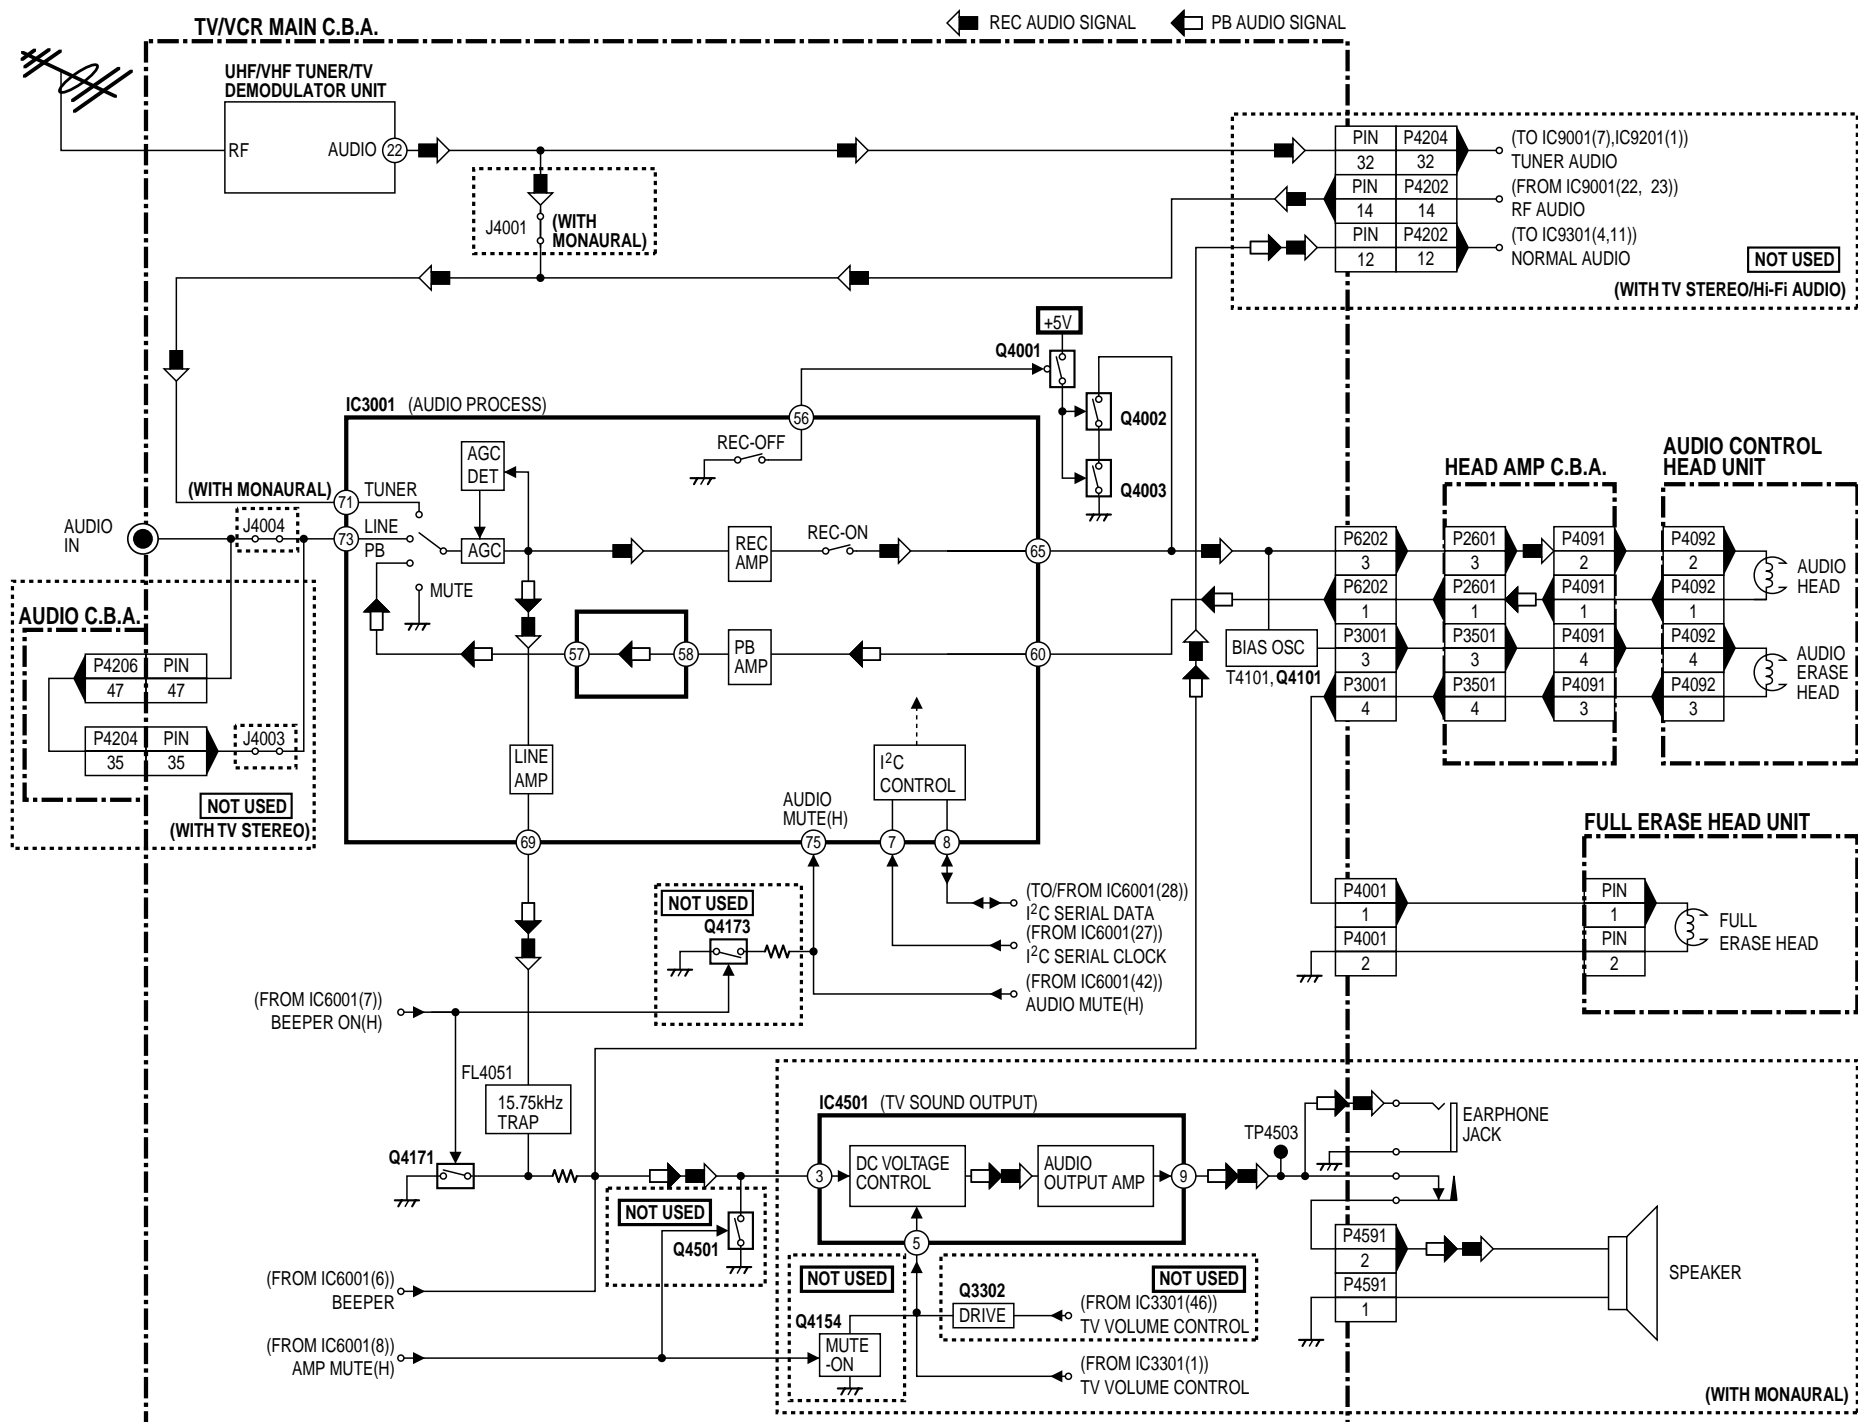 TV/VCR MAIN C.B.A.
REC AUDIO SIGNAL
PB AUDIO SIGNAL
UHF/VHF TUNER/TV
DEMODULATOR UNIT
RF
AUDIO
22
J4001
(WITH
MONAURAL)
PIN
P4204
32
32
(TO IC9001(7),IC9201(1))
TUNER AUDIO
PIN
P4202
14
14
(FROM IC9001(22, 23))
RF AUDIO
PIN
P4202
12
12
(TO IC9301(4,11))
NORMAL AUDIO
NOT USED
(WITH TV STEREO/Hi-Fi AUDIO)
+5V
Q4001
Q4002
Q4003
IC3001 (AUDIO PROCESS)
56
REC-OFF
AGC
DET
(WITH MONAURAL)
71
TUNER
AUDIO
IN
J4004
73
LINE
PB
MUTE
AGC
REC
AMP
REC-ON
65
57
58
PB
AMP
60
LINE
AMP
I2C
CONTROL
AUDIO
MUTE(H)
69
75
7
8
AUDIO C.B.A.
P4206
PIN
47
47
P4204
PIN
35
35
J4003
NOT USED
(WITH TV STEREO)
BIAS OSC
T4101, Q4101
HEAD AMP C.B.A.
AUDIO CONTROL
HEAD UNIT
P6202
P2601
P4091
P4092
3
3
2
2
P6202
P2601
P4091
P4092
1
1
1
1
AUDIO
HEAD
P3001
P3501
P4091
P4092
3
3
4
4
P3001
P3501
P4091
P4092
4
4
3
3
AUDIO
ERASE
HEAD
FULL ERASE HEAD UNIT
P4001
PIN
1
1
P4001
PIN
2
2
FULL
ERASE HEAD
NOT USED
Q4173
(TO/FROM IC6001(28))
I2C SERIAL DATA
(FROM IC6001(27))
I2C SERIAL CLOCK
(FROM IC6001(42))
AUDIO MUTE(H)
(FROM IC6001(7))
BEEPER ON(H)
FL4051
15.75kHz
TRAP
Q4171
NOT USED
Q4501
(FROM IC6001(6))
BEEPER
(FROM IC6001(8))
AMP MUTE(H)
IC4501 (TV SOUND OUTPUT)
3
DC VOLTAGE
CONTROL
AUDIO
OUTPUT AMP
9
5
TP4503
EARPHONE
JACK
NOT USED
Q4154
MUTE
-ON
Q3302
DRIVE
NOT USED
(FROM IC3301(46))
TV VOLUME CONTROL
(FROM IC3301(1))
TV VOLUME CONTROL
P4591
2
P4591
1
SPEAKER
(WITH MONAURAL)